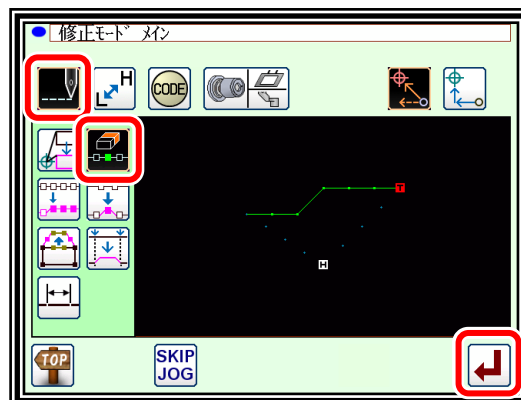 修正ﾓｰﾄﾞ ﾒｲﾝ
L H
CODE
T
H
TOP
SKIP
JOG